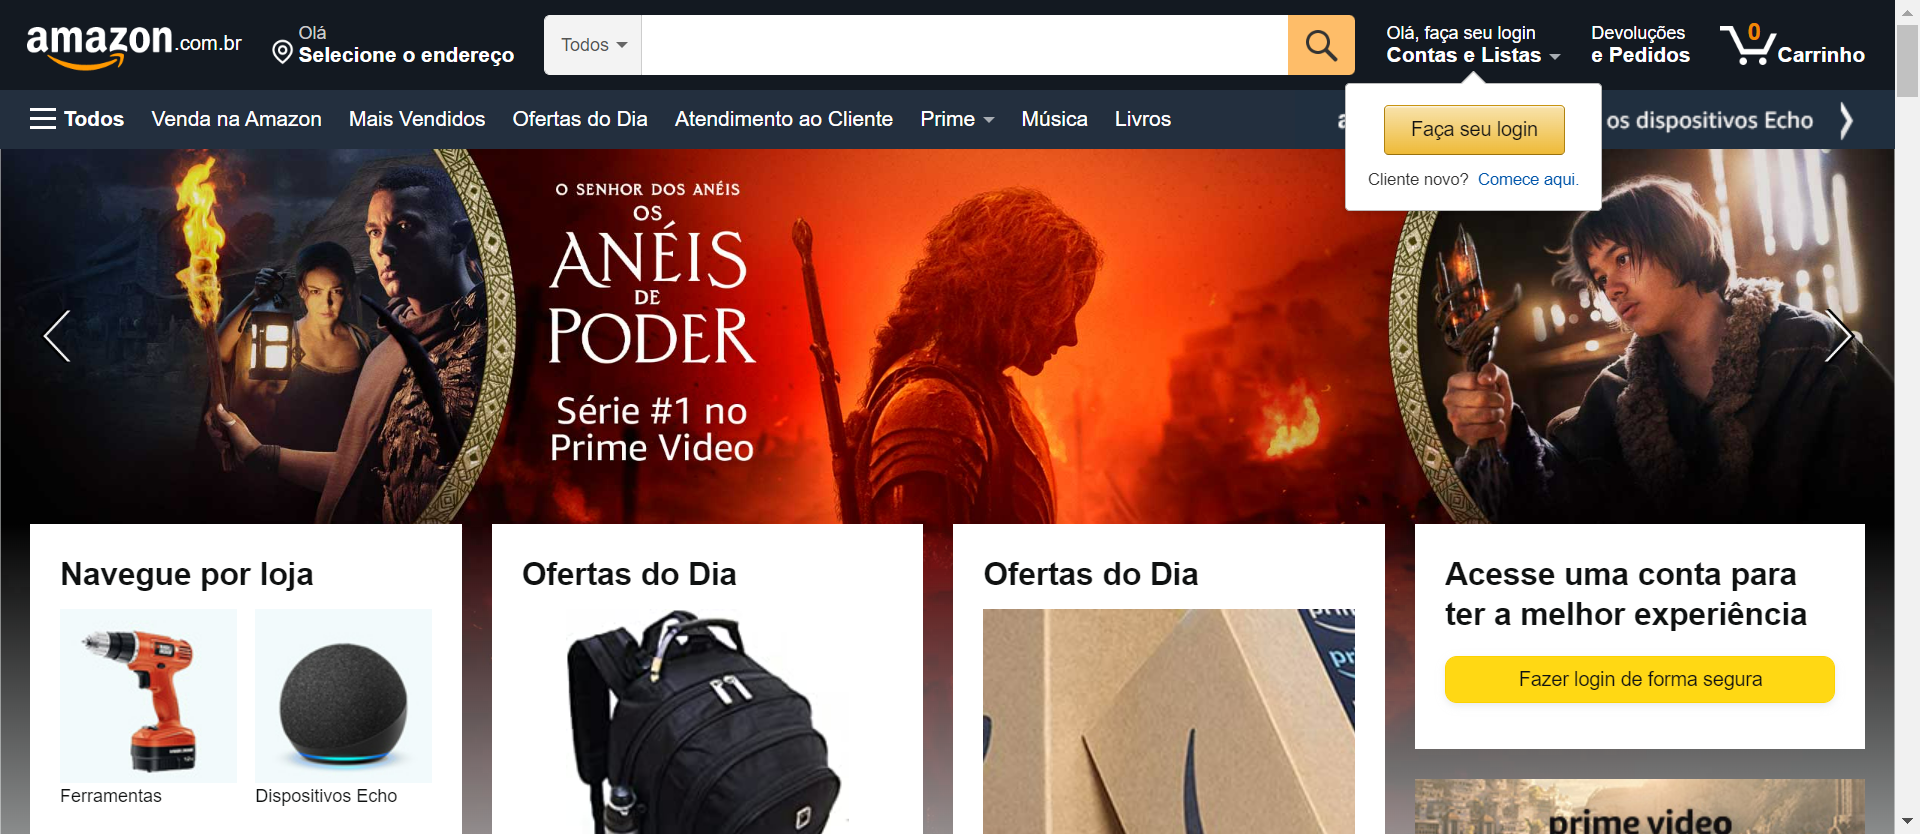 amazon.com.br
Olá
Selecione o endereço
Todos
Olá, faça seu login
Contas e Listas
Devoluções
e Pedidos
0
Carrinho
Todos
Venda na Amazon
Mais Vendidos
Ofertas do Dia
Atendimento ao Cliente
Prime
Música
Livros
os dispositivos Echo
Faça seu login
Cliente novo? Comece aqui.
O SENHOR DOS ANÉIS
OS
ANÉIS
DE
PODER
Série #1 no
Prime Video
Navegue por loja
Ferramentas
Dispositivos Echo
Ofertas do Dia
Ofertas do Dia
Acesse uma conta para
ter a melhor experiência
Fazer login de forma segura
prime video